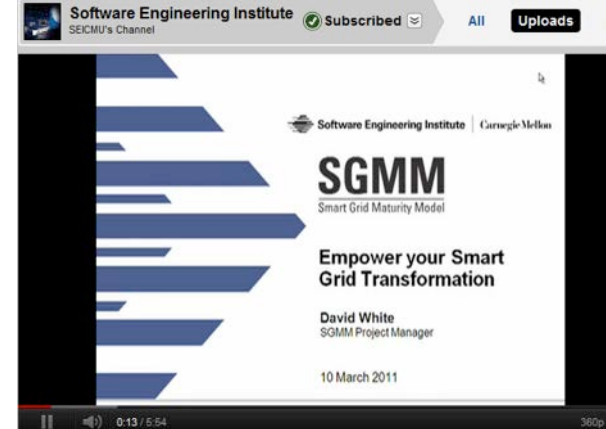 Software Engineering Institute
SEICMU's Channel
Subscribed
All
Uploads
Software Engineering Institute | Carnegie Mellon
SGMM
Smart Grid Maturity Model
Empower your Smart
Grid Transformation
David White
SGMM Project Manager
10 March 2011
0:13 / 5:54
360p